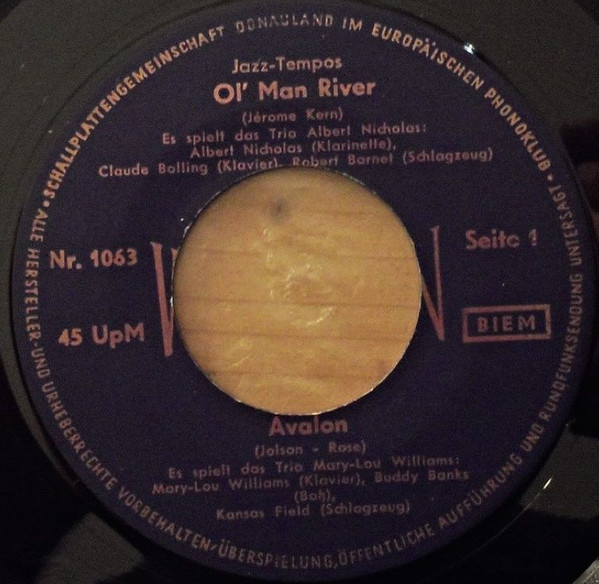 SCHALLPLATTENGEMEINSCHAFT DONAULAND IM EUROPÄISCHEN PHONOKLUB •
Jazz-Tempos
Ol' Man River
(Jérome Kern)
Es spielt das Trio Albert Nicholas:
Albert Nicholas (Klarinette),
Claude Bolling (Klavier), Robert Barnet (Schlagzeug)
Nr. 1063
Seite 1
45 UpM
BIEM
Avalon
(Jolson - Rose)
Es spielt das Trio Mary-Lou Williams:
Mary-Lou Williams (Klavier), Buddy Banks
(Baß),
Kansas Field (Schlagzeug)
• ALLE HERSTELLER-UND URHEBERRECHTE VORBEHALTEN-ÜBERSPIELUNG, ÖFFENTLICHE AUFFÜHRUNG UND RUNDFUNKSENDUNG UNTERSAGT •